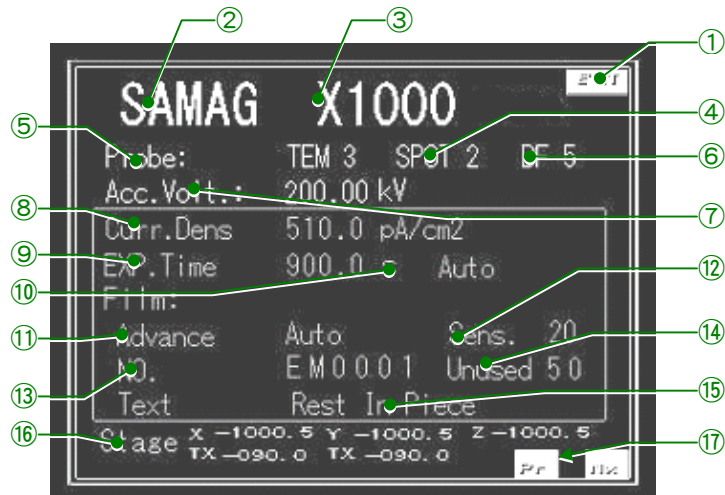 ② ③ ①
SAMAG X1000 EXIT
④
⑤ Probe: TEM 3 SPOT 2 DF 5 ⑥
Acc.Volt.: 200.00 kV ⑦
⑧ Curr.Dens 510.0 pA/cm2
⑨ EXP.Time 900.0 s Auto ⑫
⑩ Film:
⑪ Advance Auto Sens. 20 ⑭
⑬ NO. EM0001 Unused 50
Text Rest In Piece ⑮
⑯ Stage X -1000.5 Y -1000.5 Z -1000.5 ⑰
TX -090.0 TX -090.0